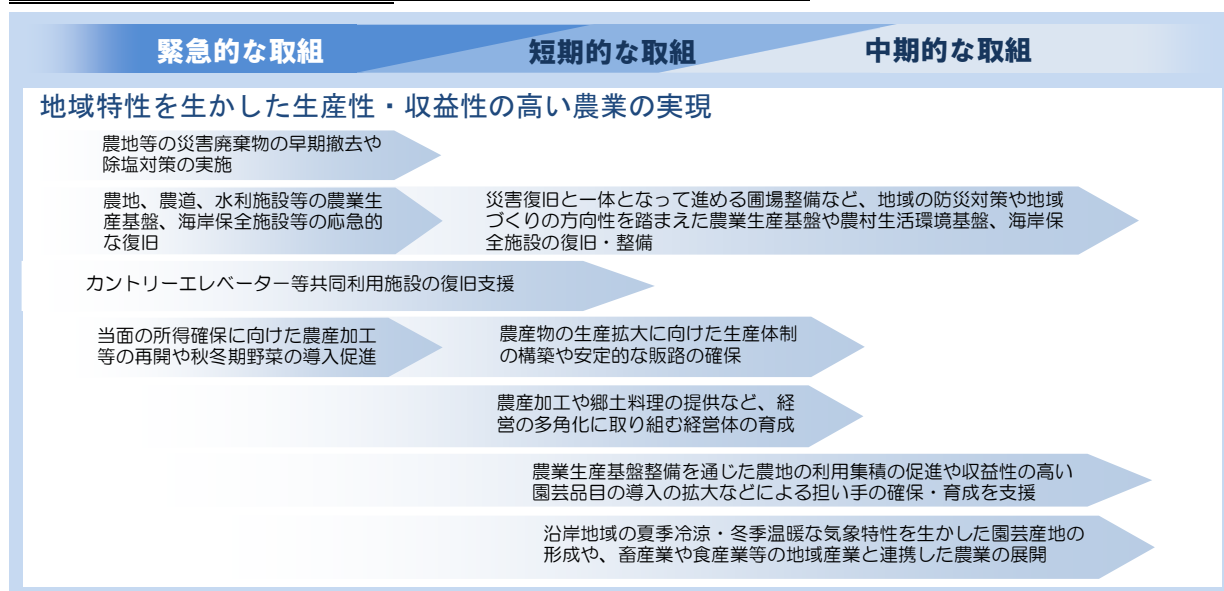 緊急的な取組
短期的な取組
中期的な取組
地域特性を生かした生産性・収益性の高い農業の実現
農地等の災害廃棄物の早期撤去や
除塩対策の実施
農地、農道、水利施設等の農業生
産基盤、海岸保全施設等の応急的
な復旧
災害復旧と一体となって進める圃場整備など、地域の防災対策や地域
づくりの方向性を踏まえた農業生産基盤や農村生活環境基盤、海岸保
全施設の復旧・整備
カントリーエレベーター等共同利用施設の復旧支援
当面の所得確保に向けた農産加工
等の再開や秋冬期野菜の導入促進
農産物の生産拡大に向けた生産体制
の構築や安定的な販路の確保
農産加工や郷土料理の提供など、経
営の多角化に取り組む経営体の育成
農業生産基盤整備を通じた農地の利用集積の促進や収益性の高い
園芸品目の導入の拡大などによる担い手の確保・育成を支援
沿岸地域の夏季冷涼・冬季温暖な気象特性を生かした園芸産地の
形成や、畜産業や食産業等の地域産業と連携した農業の展開